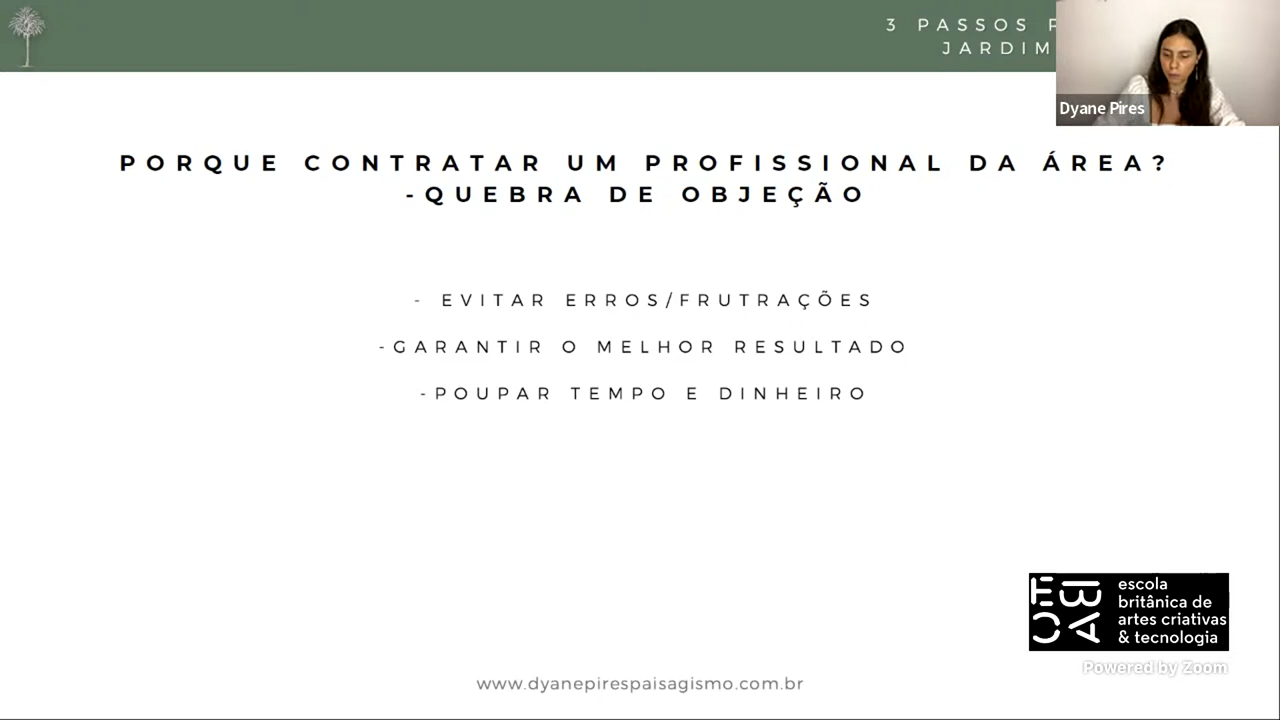 3 PASSOS
JARDIM
Dyane Pires
PORQUE CONTRATAR UM PROFISSIONAL DA ÁREA?
-QUEBRA DE OBJEÇÃO
- EVITAR ERROS/FRUTRAÇÕES
-GARANTIR O MELHOR RESULTADO
-POUPAR TEMPO E DINHEIRO
escola
britânica de
artes criativas
& tecnologia
Powered by Zoom
www.dyanepirespaisagismo.com.br